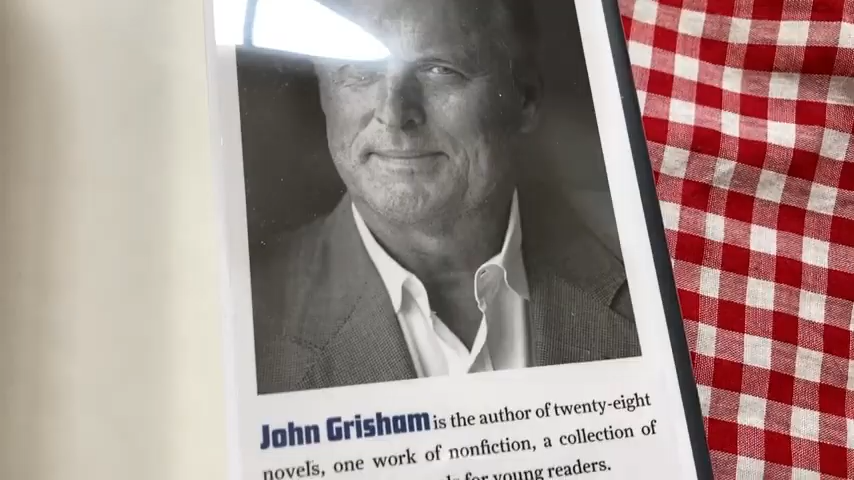 John Grisham is the author of twenty-eight
novels, one work of nonfiction, a collection of
for young readers.